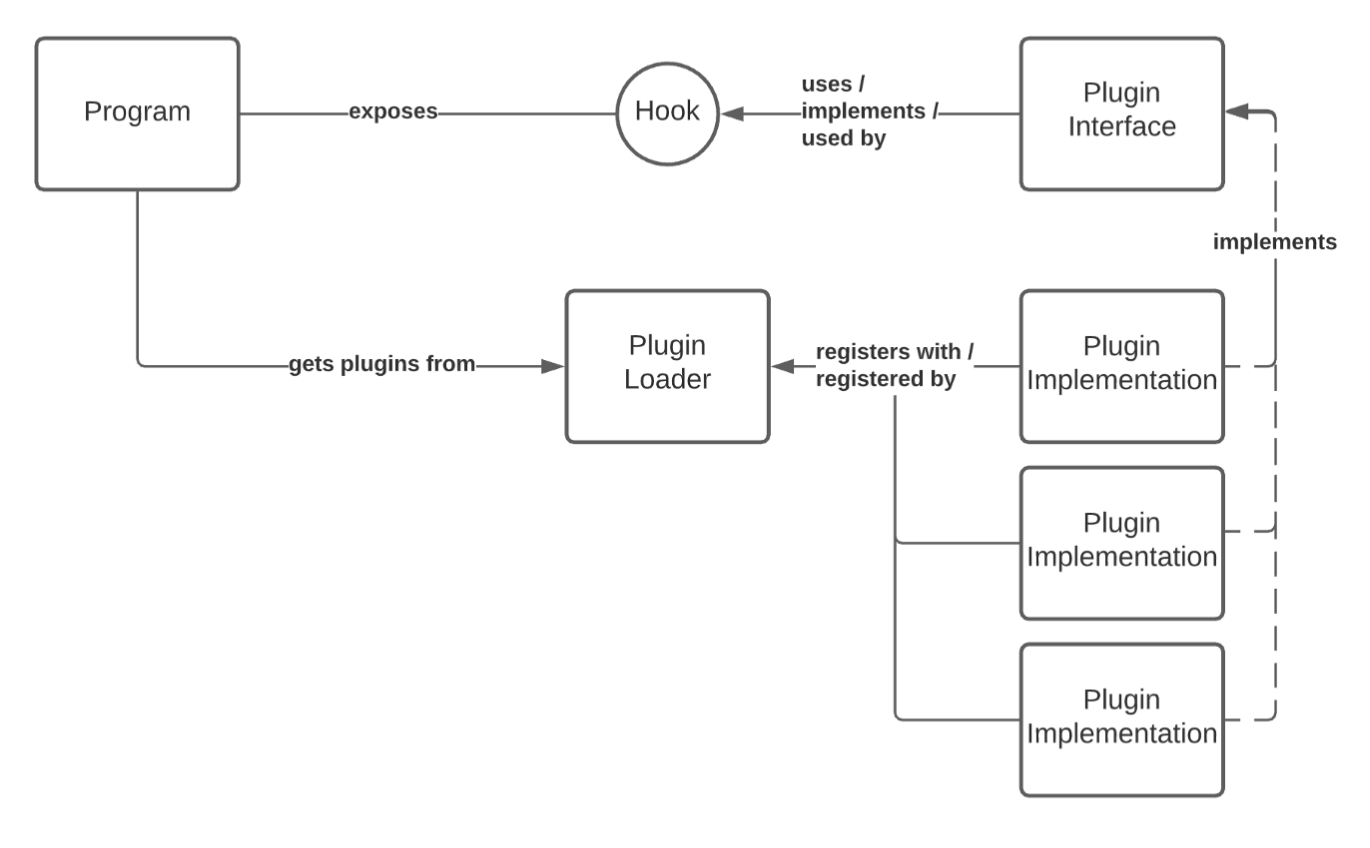 Program
exposes
Hook
uses /
implements /
used by
Plugin
Interface
implements
gets plugins from
Plugin
Loader
registers with /
registered by
Plugin
Implementation
Plugin
Implementation
Plugin
Implementation